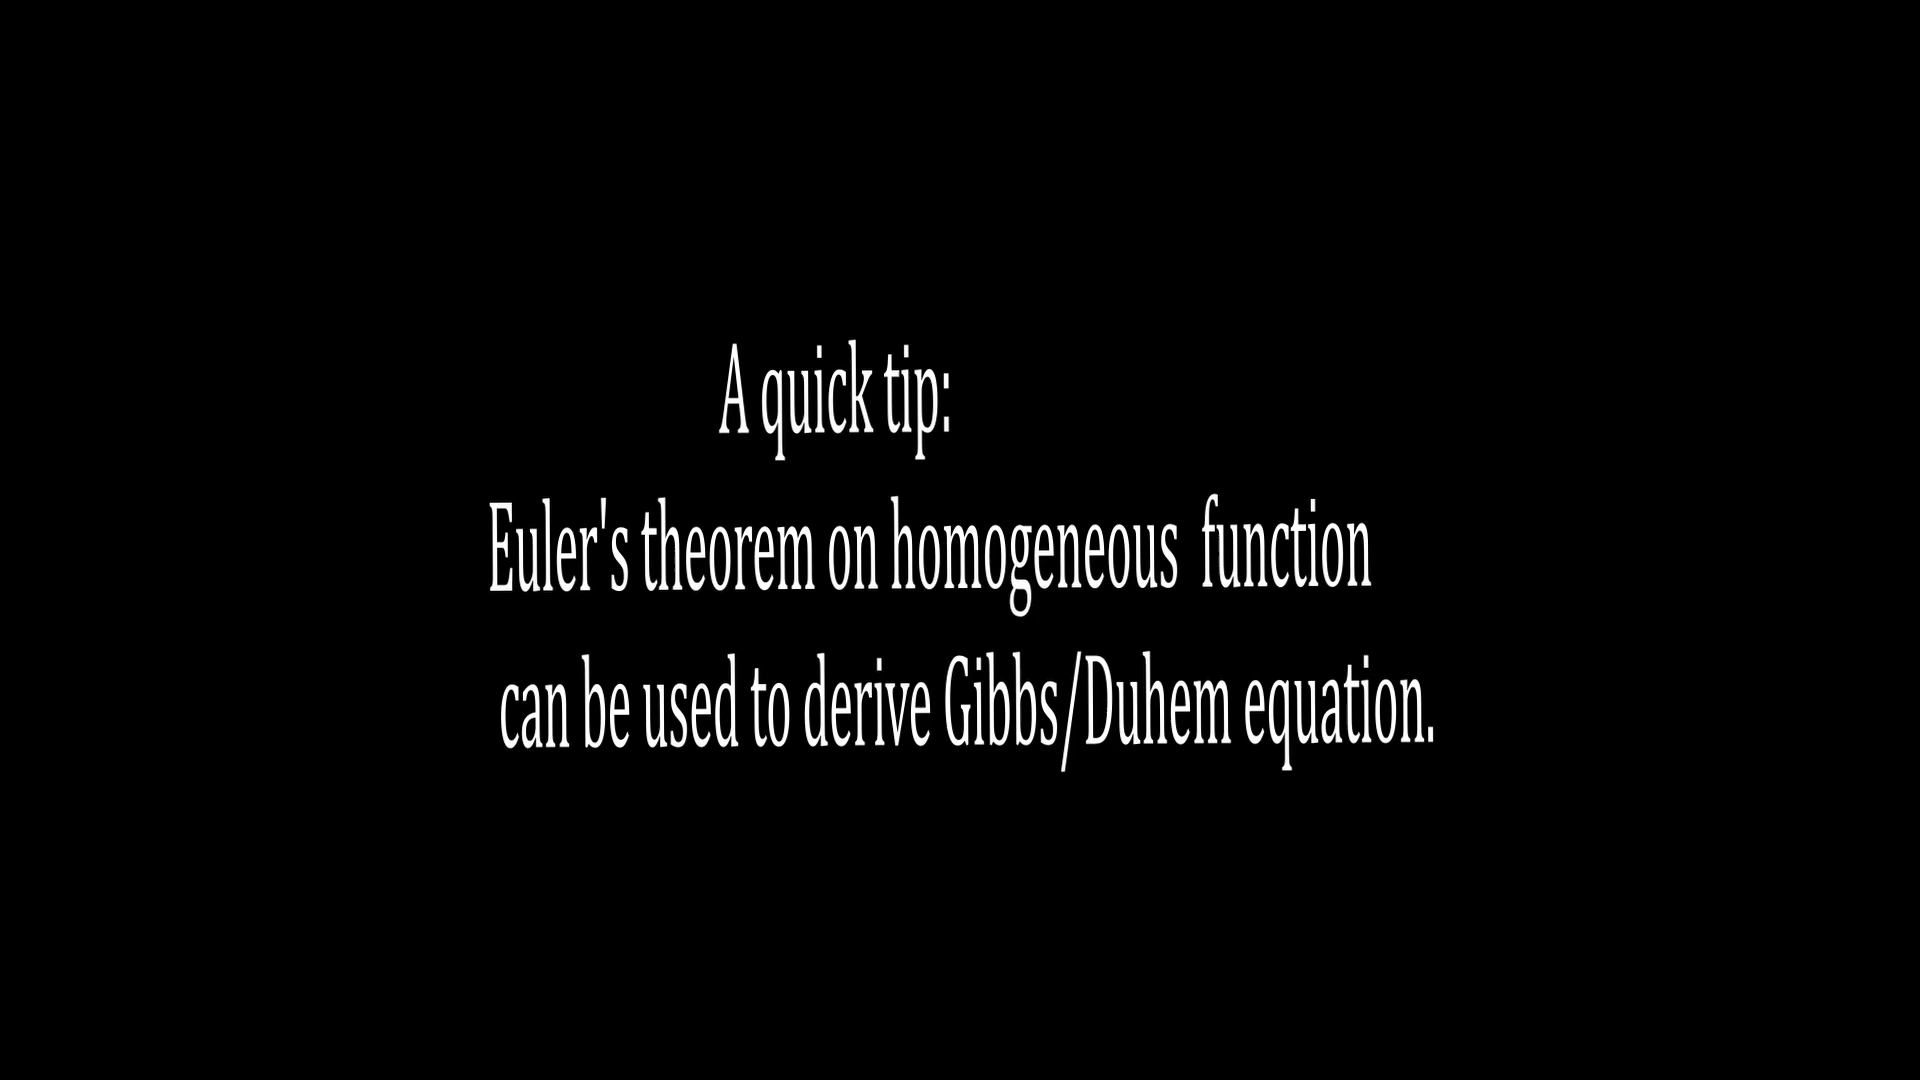 A quick tip:
Euler's theorem on homogeneous function
can be used to derive Gibbs/Duhem equation.